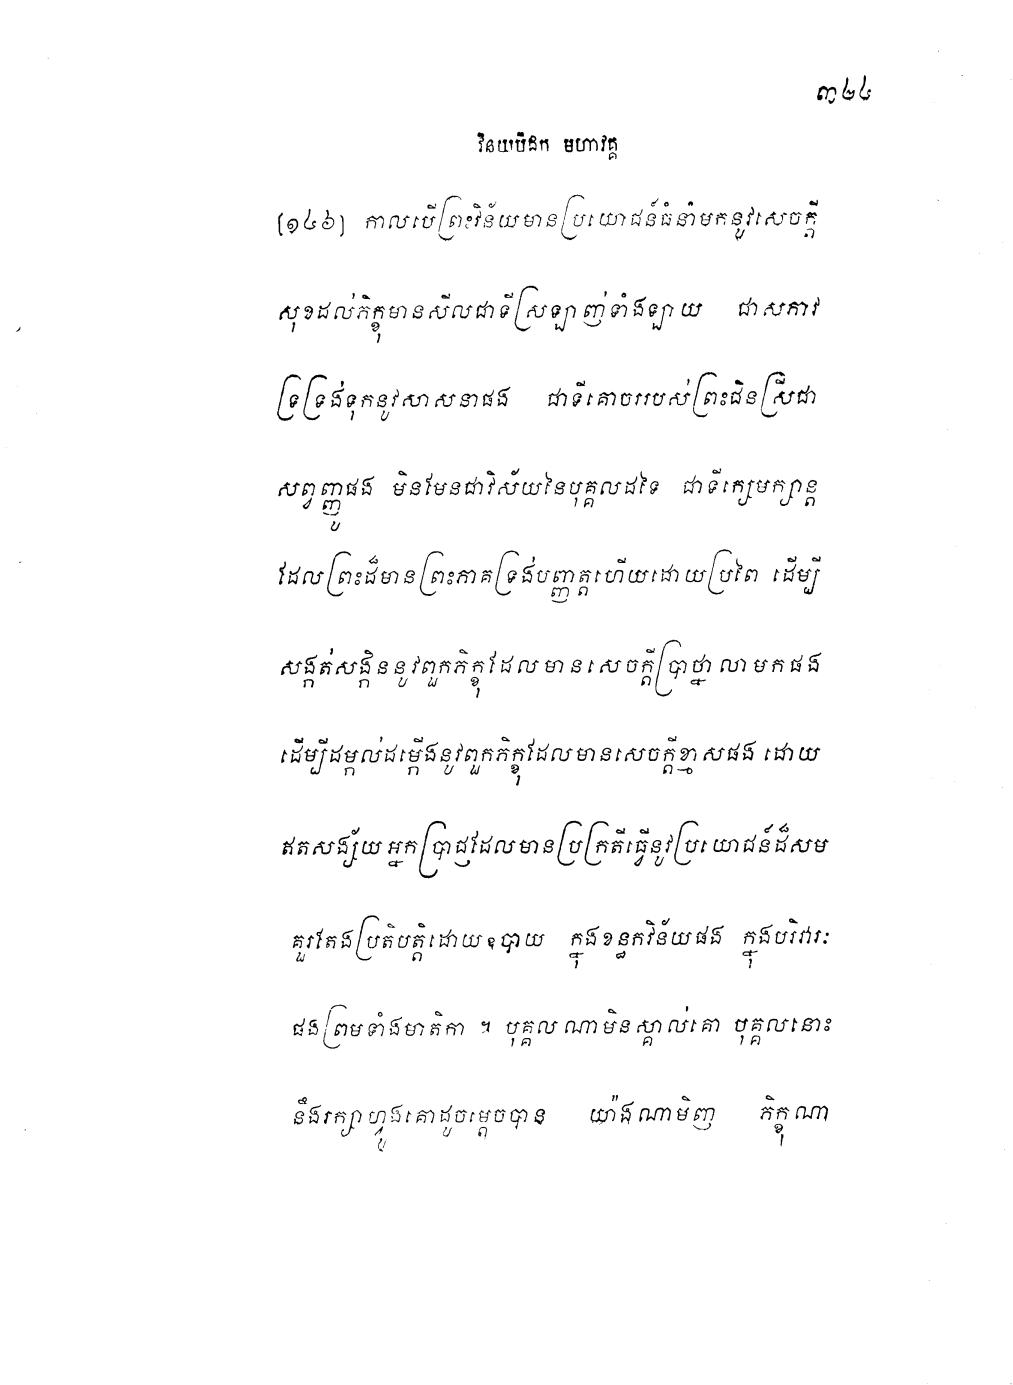 ៣២៤
វិនយបិដក មហាវគ្គ
[១៤៦] កាលបើព្រះវិន័យមានប្រយោជន៍ធំនាំមកនូវសេចក្តី
សុខដល់ភិក្ខុមានសីលជាទីស្រឡាញ់ទាំងឡាយ ជាសភាវ
ទ្រទ្រង់ទុកនូវសាសនាផង ជាទីគោចររបស់ព្រះជិនស្រីជា
សព្វញ្ញូផង មិនមែនជាវិស័យនៃបុគ្គលដទៃ ជាទីក្សេមក្សាន្ត
ដែលព្រះដ៏មានព្រះភាគទ្រង់បញ្ញាត្តហើយដោយប្រពៃ ដើម្បី
សង្កត់សង្កិននូវពួកភិក្ខុដែលមានសេចក្តីប្រាថ្នាលាមកផង
ដើម្បីដម្កល់ដម្កើងនូវពួកភិក្ខុដែលមានសេចក្តីខ្មាសផង ដោយ
ឥតសង្ស័យ អ្នកប្រាជ្ញដែលមានប្រក្រតីធ្វើនូវប្រយោជន៍ដ៏សម
គួរតែងប្រតិបត្តិដោយឧបាយ ក្នុងខន្ធកវិន័យផង ក្នុងបរិវារៈ
ផងព្រមទាំងមាតិកា ។ បុគ្គលណាមិនស្គាល់គោ បុគ្គលនោះ
នឹងរក្សាហ្វូងគោដូចម្តេចបាន យ៉ាងណាមិញ ភិក្ខុណា